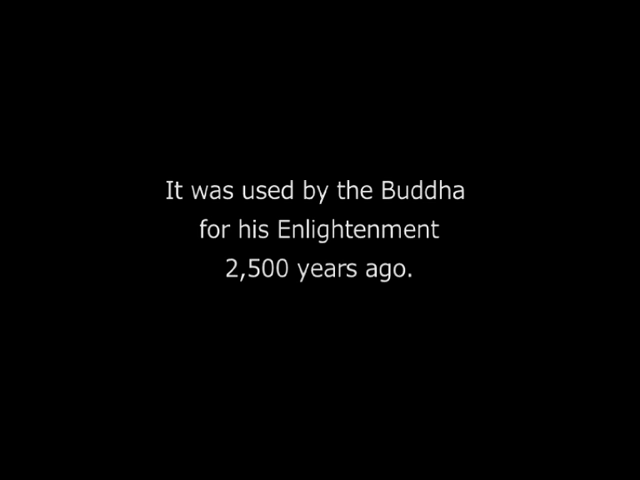 It was used by the Buddha
for his Enlightenment
2,500 years ago.